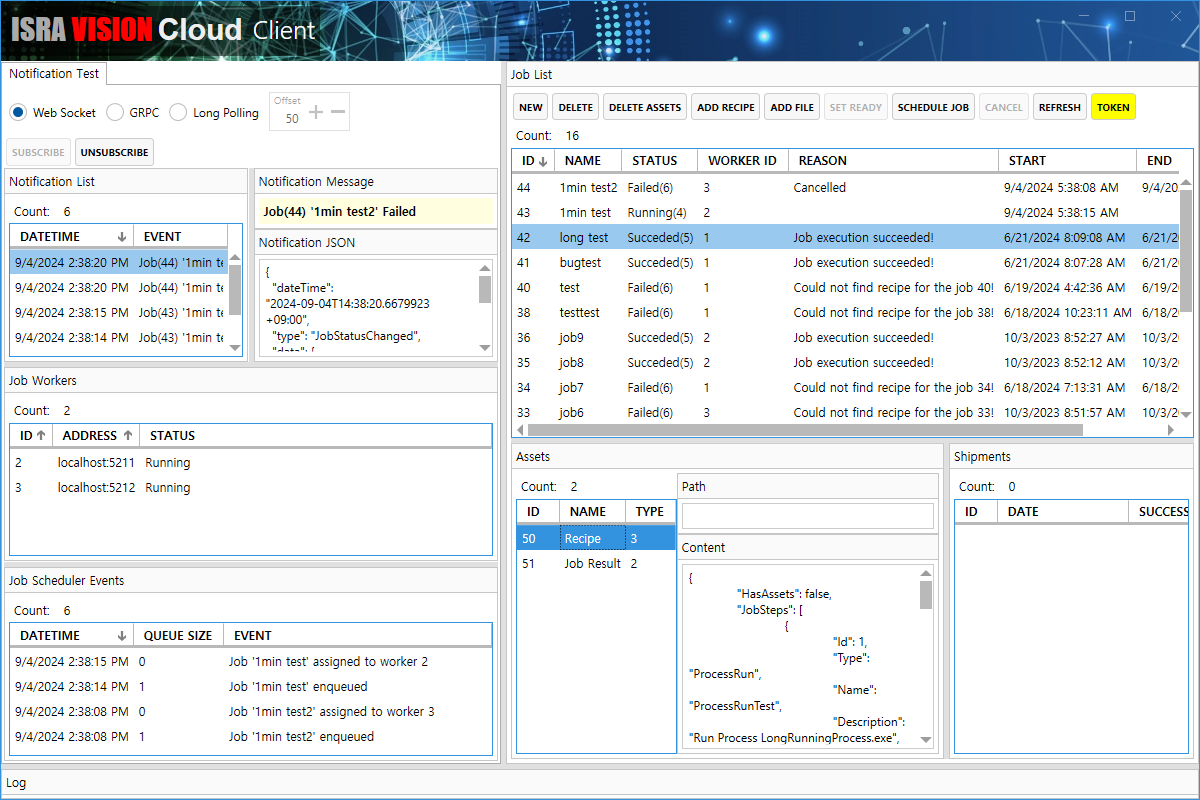 ISRA VISION Cloud Client
Notification Test
Web Socket GRPC Long Polling Offset 50
SUBSCRIBE UNSUBSCRIBE
Notification List
Count: 6
DATETIME EVENT
9/4/2024 2:38:20 PM Job(44) '1min te
9/4/2024 2:38:20 PM Job(44) '1min te
9/4/2024 2:38:15 PM Job(43) '1min te
9/4/2024 2:38:14 PM Job(43) '1min te
Notification Message
Job(44) '1min test2' Failed
Notification JSON
{
"dateTime":
"2024-09-04T14:38:20.6679923
+09:00",
"type": "JobStatusChanged",
"data": {
Job Workers
Count: 2
ID ADDRESS STATUS
2 localhost:5211 Running
3 localhost:5212 Running
Job Scheduler Events
Count: 6
DATETIME QUEUE SIZE EVENT
9/4/2024 2:38:15 PM 0 Job '1min test' assigned to worker 2
9/4/2024 2:38:14 PM 1 Job '1min test' enqueued
9/4/2024 2:38:08 PM 0 Job '1min test2' assigned to worker 3
9/4/2024 2:38:08 PM 1 Job '1min test2' enqueued
Job List
NEW DELETE DELETE ASSETS ADD RECIPE ADD FILE SET READY SCHEDULE JOB CANCEL REFRESH TOKEN
Count: 16
ID NAME STATUS WORKER ID REASON START END
44 1min test2 Failed(6) 3 Cancelled 9/4/2024 5:38:08 AM 9/4/20
43 1min test Running(4) 2 9/4/2024 5:38:15 AM
42 long test Succeded(5) 1 Job execution succeeded! 6/21/2024 8:09:08 AM 6/21/2
41 bugtest Succeded(5) 1 Job execution succeeded! 6/21/2024 8:07:28 AM 6/21/2
40 test Failed(6) 1 Could not find recipe for the job 40! 6/19/2024 4:42:36 AM 6/19/2
38 testtest Failed(6) 1 Could not find recipe for the job 38! 6/18/2024 10:23:11 AM 6/18/2
36 job9 Succeded(5) 2 Job execution succeeded! 10/3/2023 8:52:27 AM 10/3/2
35 job8 Succeded(5) 2 Job execution succeeded! 10/3/2023 8:52:12 AM 10/3/2
34 job7 Failed(6) 1 Could not find recipe for the job 34! 6/18/2024 7:13:31 AM 6/18/2
33 job6 Failed(6) 3 Could not find recipe for the job 33! 10/3/2023 8:51:57 AM 10/3/2
Assets
Count: 2
ID NAME TYPE
50 Recipe 3
51 Job Result 2
Path
Content
{
"HasAssets": false,
"JobSteps": [
{
"Id": 1,
"Type":
"ProcessRun",
"Name":
"ProcessRunTest",
"Description":
"Run Process LongRunningProcess.exe",
Shipments
Count: 0
ID DATE SUCCESS
Log